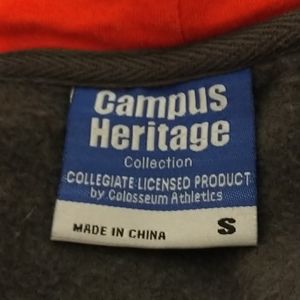 Campus
Heritage
Collection
COLLEGIATE LICENSED PRODUCT
by Colosseum Athletics
MADE IN CHINA S